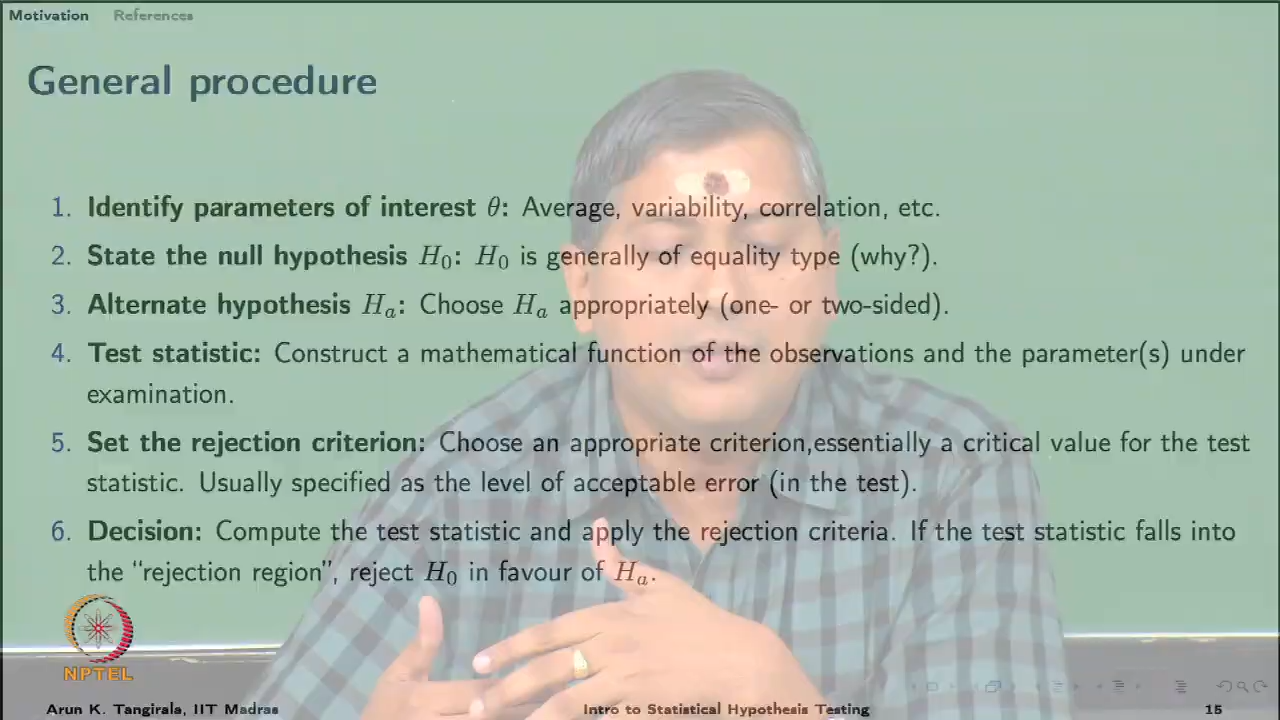 Motivation References
General procedure
1. Identify parameters of interest θ: Average, variability, correlation, etc.
2. State the null hypothesis H₀: H₀ is generally of equality type (why?).
3. Alternate hypothesis Hₐ: Choose Hₐ appropriately (one- or two-sided).
4. Test statistic: Construct a mathematical function of the observations and the parameter(s) under
examination.
5. Set the rejection criterion: Choose an appropriate criterion,essentially a critical value for the test
statistic. Usually specified as the level of acceptable error (in the test).
6. Decision: Compute the test statistic and apply the rejection criteria. If the test statistic falls into
the “rejection region”, reject H₀ in favour of Hₐ.
NPTEL
Arun K. Tangirala, IIT Madras Intro to Statistical Hypothesis Testing 15